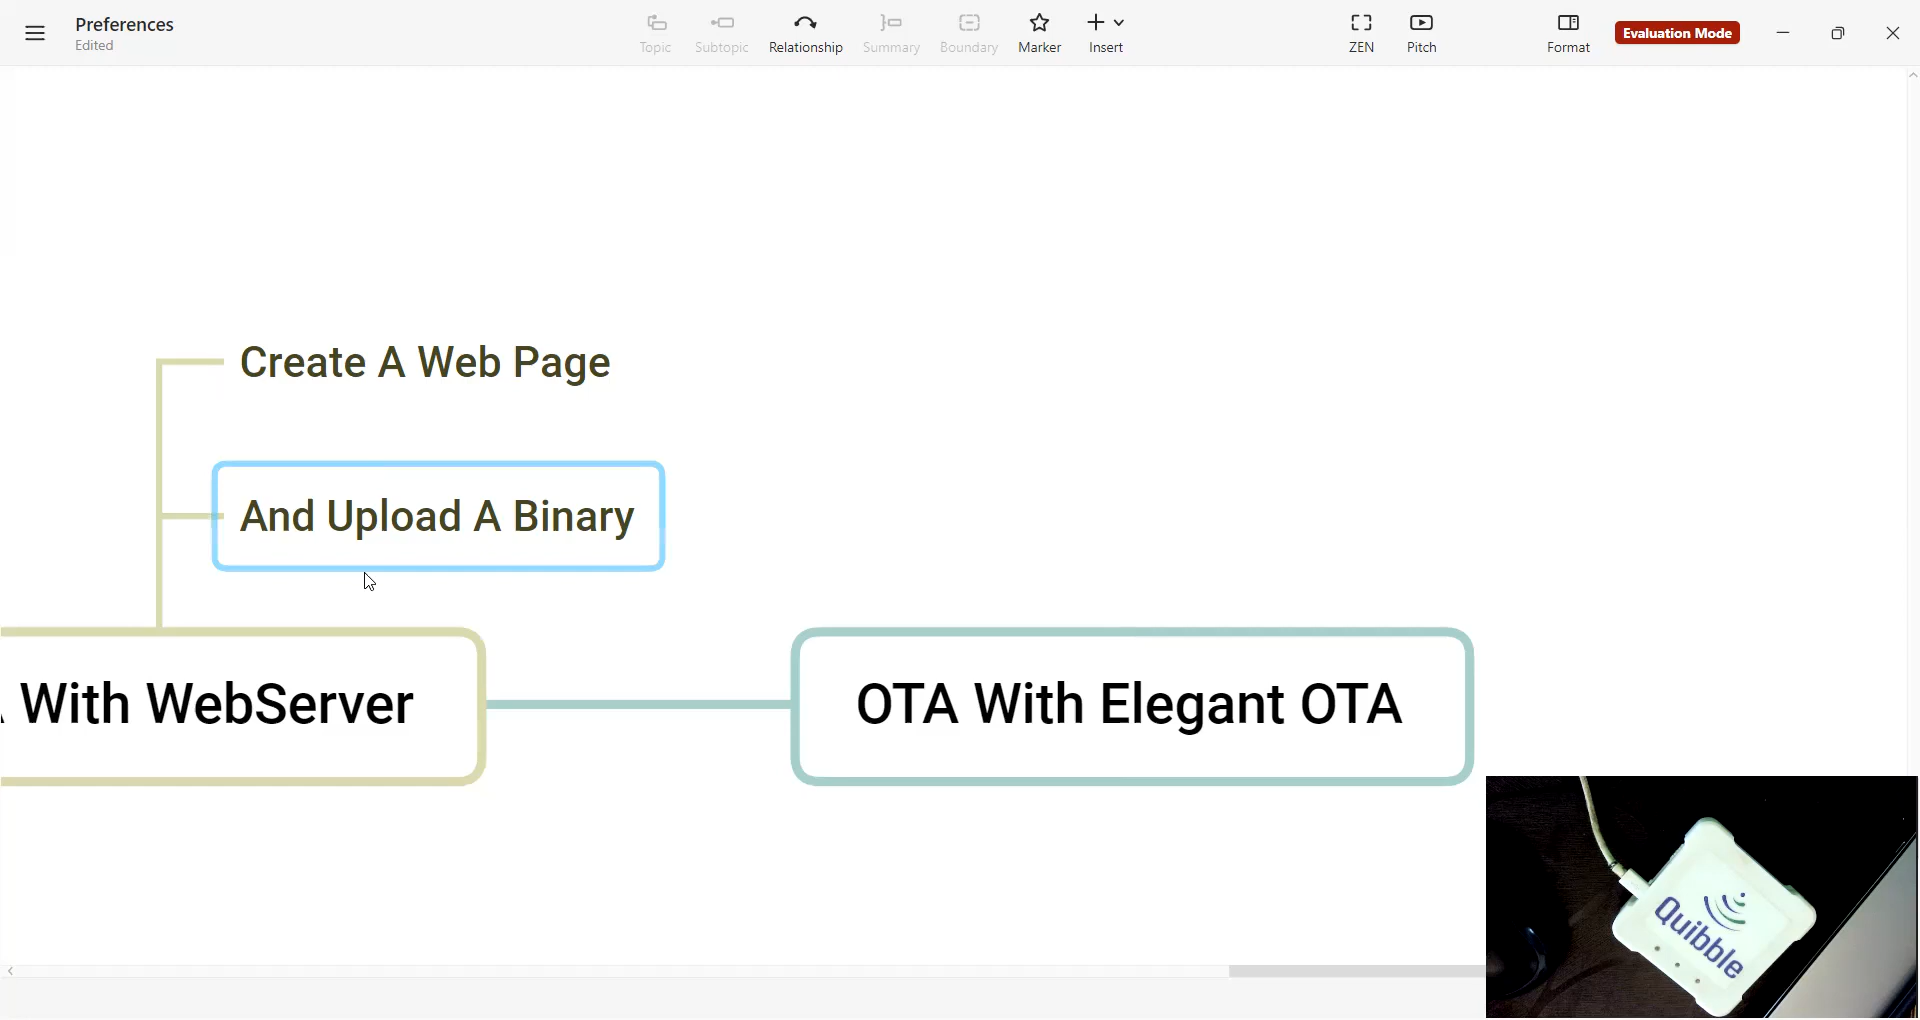 Preferences
Edited
Topic
Subtopic
Relationship
Summary
Boundary
Marker
Insert
ZEN
Pitch
Format
Evaluation Mode
Create A Web Page
And Upload A Binary
With WebServer
OTA With Elegant OTA
Quibble